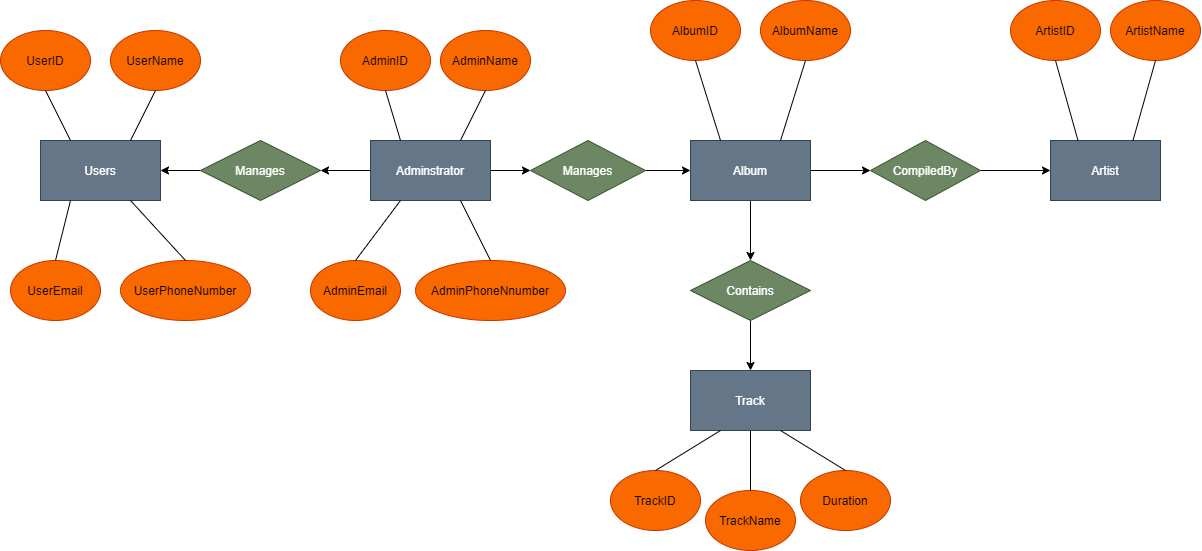 UserID
UserName
AdminID
AdminName
AlbumID
AlbumName
ArtistID
ArtistName
Users
Manages
Adminstrator
Manages
Album
CompiledBy
Artist
UserEmail
UserPhoneNumber
AdminEmail
AdminPhoneNnumber
Contains
Track
TrackID
TrackName
Duration